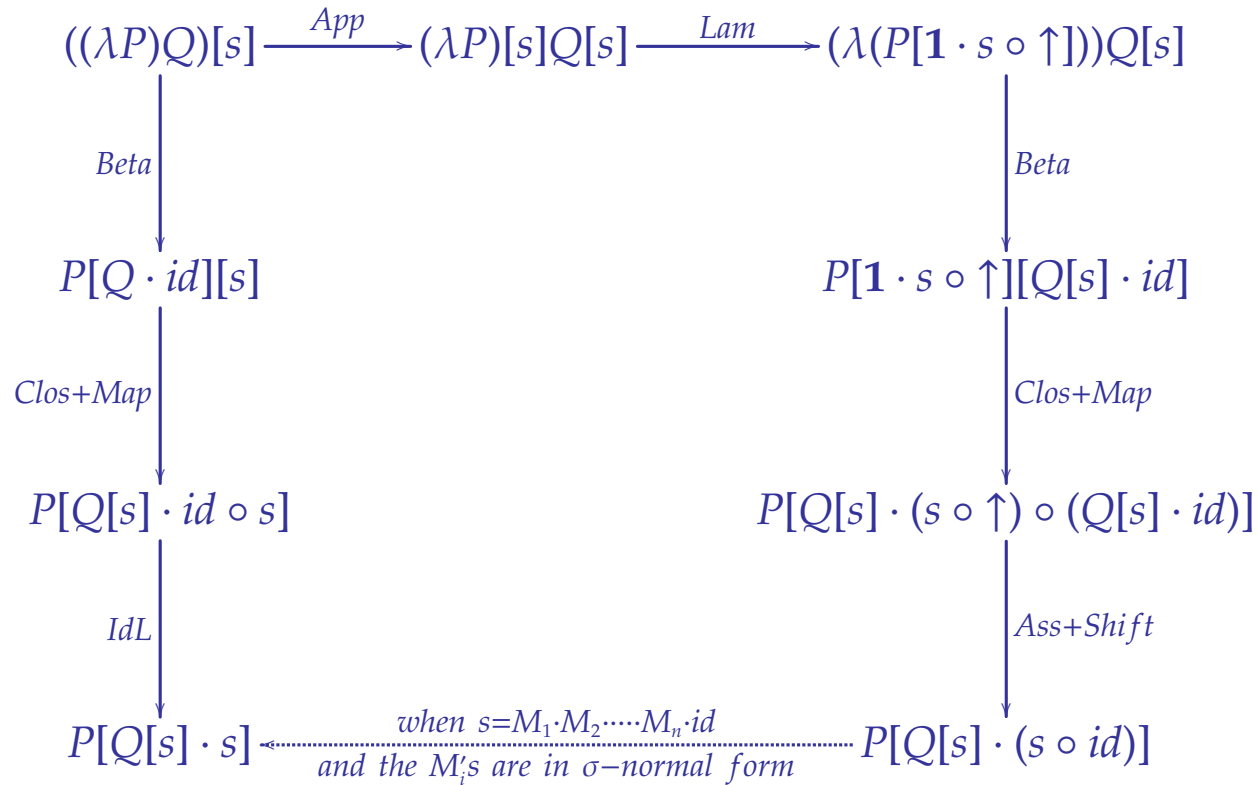 ((λP)Q)[s] App (λP)[s]Q[s] Lam (λ(P[𝟏 · s ∘ ↑]))Q[s]
Beta Beta
P[Q · id][s] P[𝟏 · s ∘ ↑][Q[s] · id]
Clos+Map Clos+Map
P[Q[s] · id ∘ s] P[Q[s] · (s ∘ ↑) ∘ (Q[s] · id)]
IdL Ass+Shift
when s=M₁·M₂·····Mₙ·id
P[Q[s] · s] P[Q[s] · (s ∘ id)]
and the Mᵢ′s are in σ−normal form